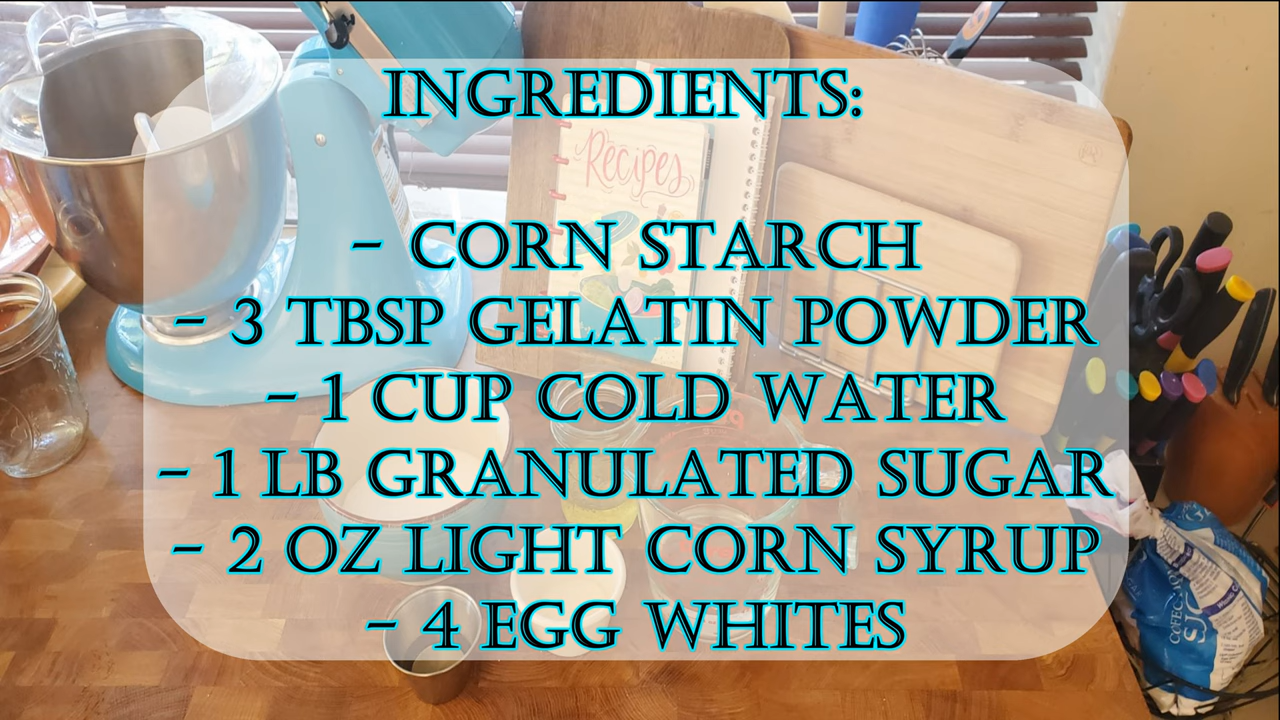 INGREDIENTS:
Recipes
- CORN STARCH
- 3 TBSP GELATIN POWDER
- 1 CUP COLD WATER
- 1 LB GRANULATED SUGAR
- 2 OZ LIGHT CORN SYRUP
- 4 EGG WHITES